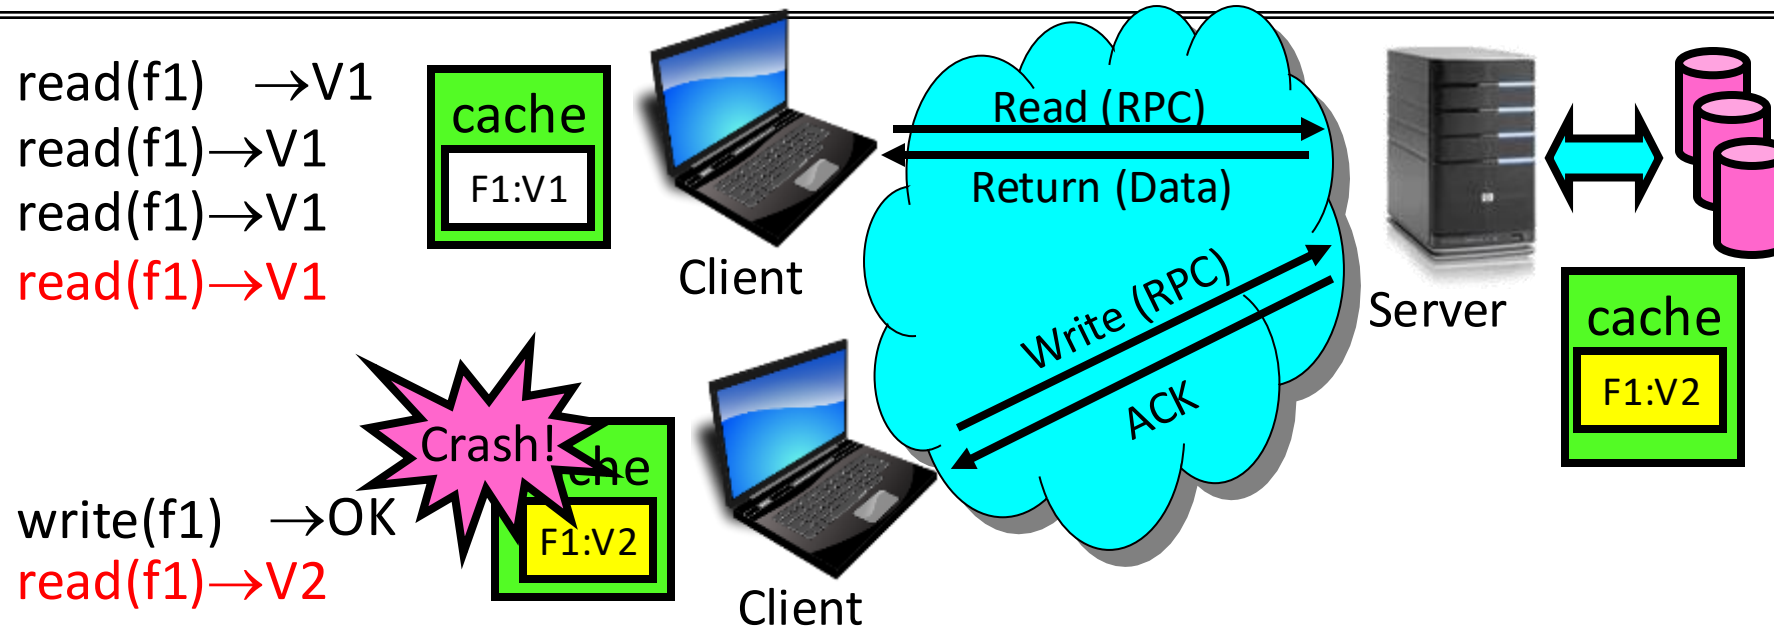 read(f1) →V1
read(f1)→V1
read(f1)→V1
read(f1)→V1
cache
F1:V1
Client
Read (RPC)
Return (Data)
Write (RPC)
ACK
Server
cache
F1:V2
Crash!
che
F1:V2
write(f1) →OK
read(f1)→V2
Client